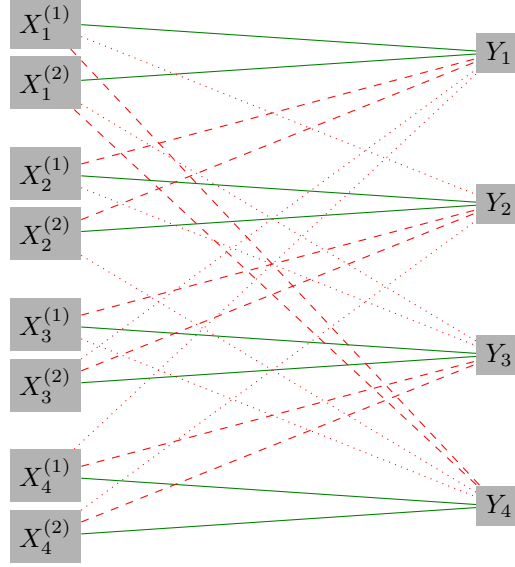 X_1^{(1)}
Y_1
X_1^{(2)}
X_2^{(1)}
Y_2
X_2^{(2)}
X_3^{(1)}
Y_3
X_3^{(2)}
X_4^{(1)}
Y_4
X_4^{(2)}